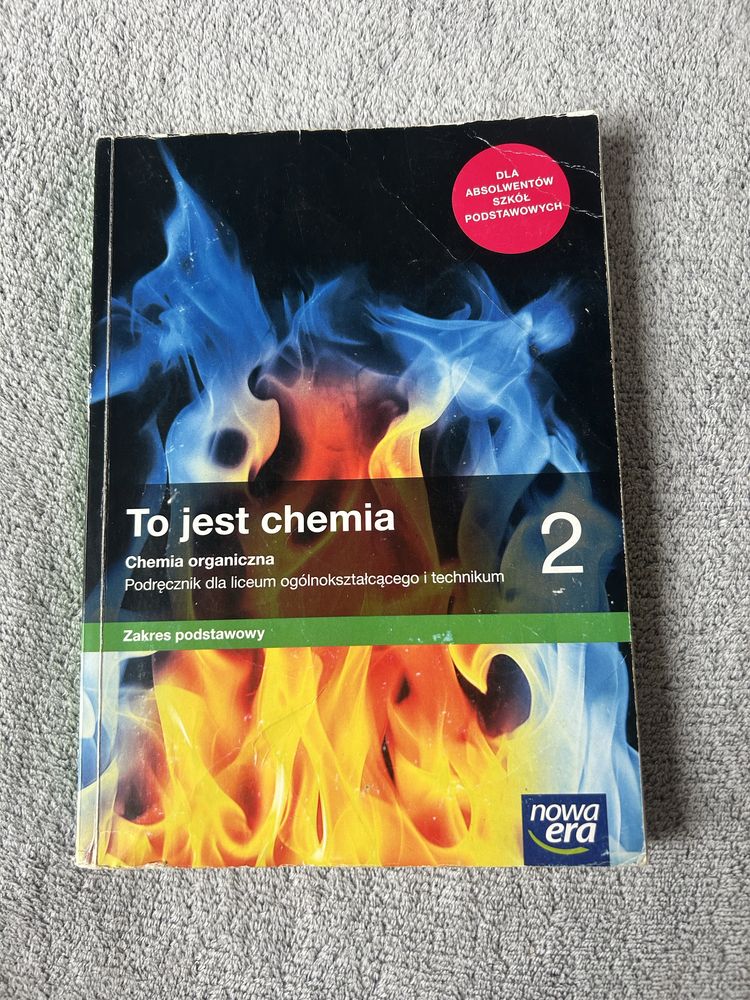 DLA
ABSOLWENTÓW
SZKÓŁ
PODSTAWOWYCH
To jest chemia
2
Chemia organiczna
Podręcznik dla liceum ogólnokształcącego i technikum
Zakres podstawowy
nowa
era